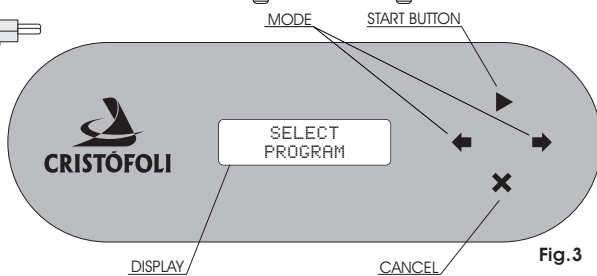 MODE
START BUTTON
SELECT
PROGRAM
CRISTÓFOLI
DISPLAY
CANCEL
Fig.3